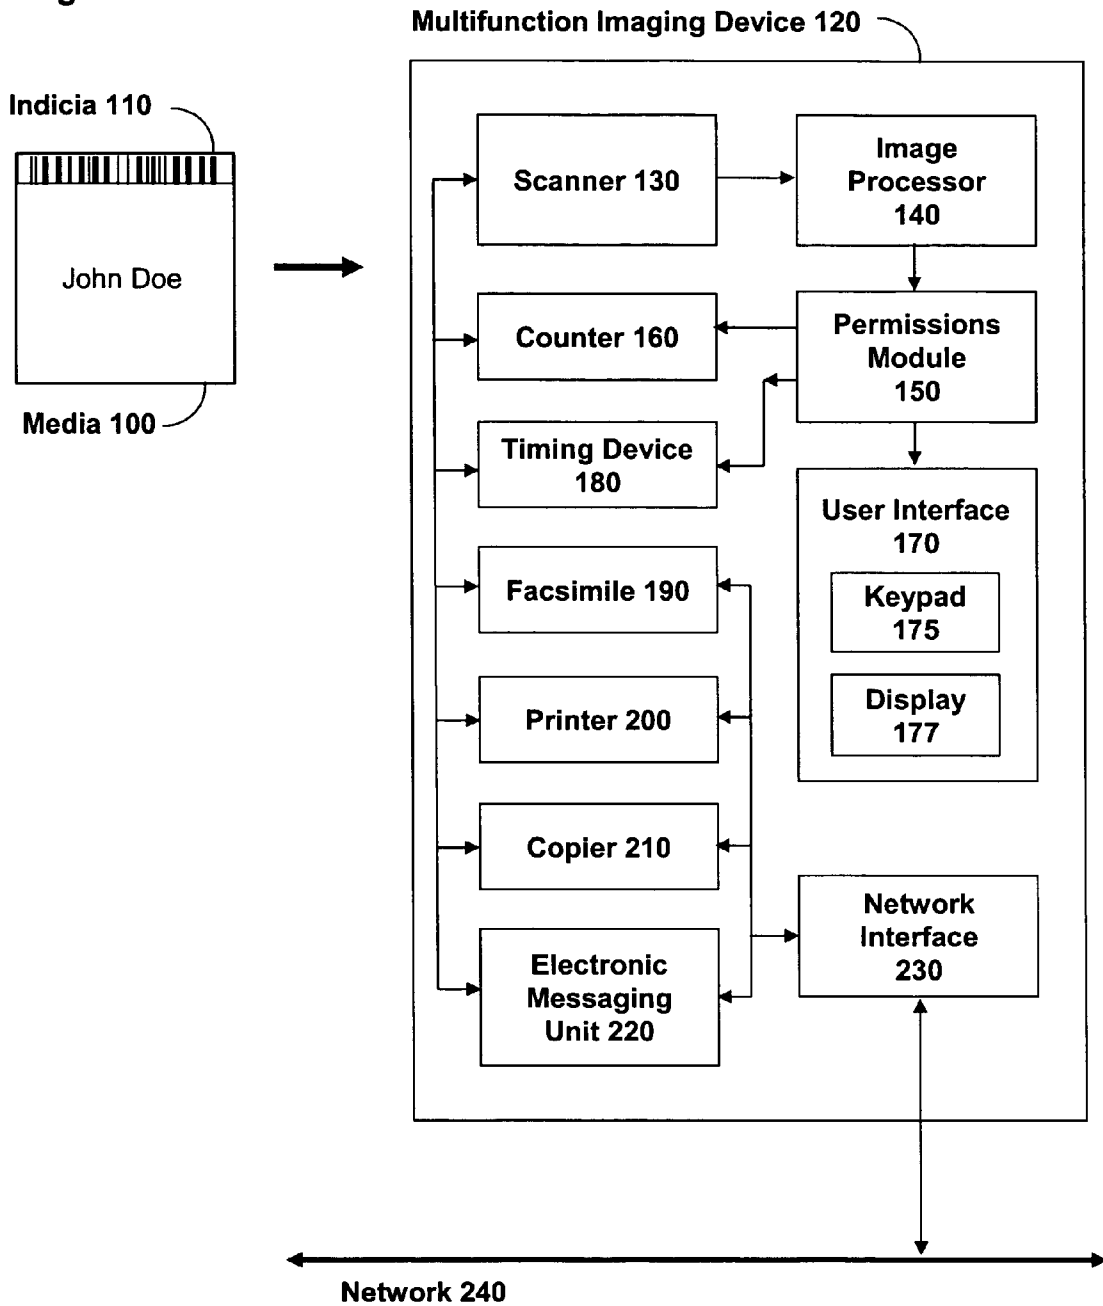 Multifunction Imaging Device 120
Indicia 110
John Doe
Media 100
Scanner 130
Image
Processor
140
Counter 160
Permissions
Module
150
Timing Device
180
User Interface
170
Keypad
175
Display
177
Facsimile 190
Printer 200
Copier 210
Electronic
Messaging
Unit 220
Network
Interface
230
Network 240